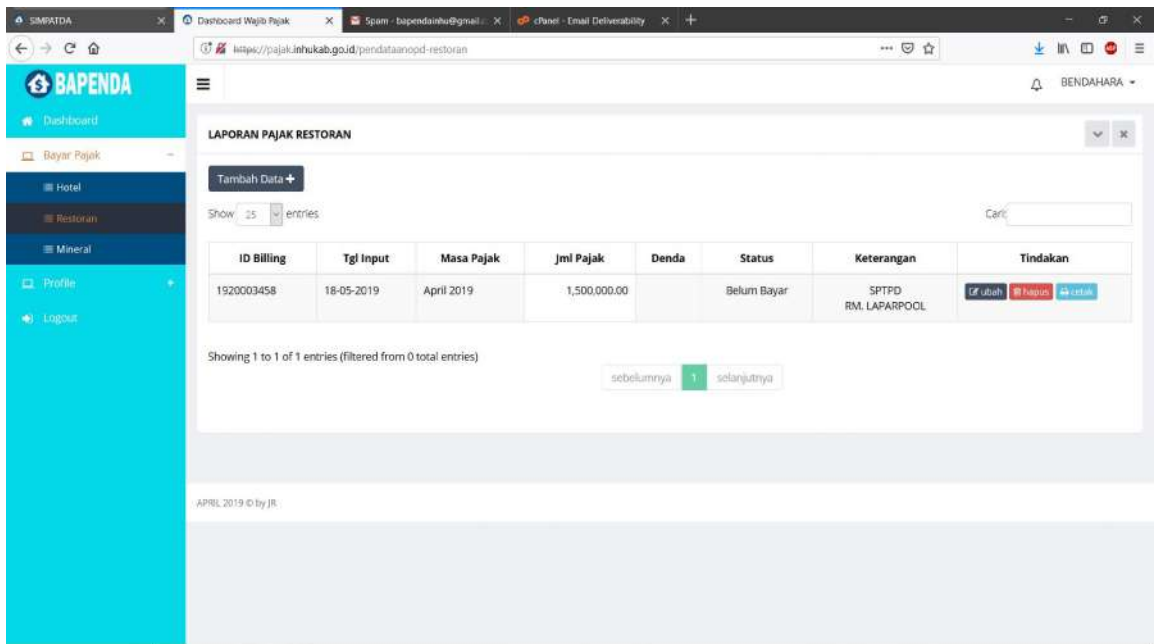 SIMPATDA
Dashboard Wajib Pajak
Spam - bapendainhu@gmail.c
cPanel - Email Deliverability
https://pajak.inhukab.go.id/pendataanopd-restoran
BAPENDA
BENDAHARA
Dashboard
Bayar Pajak
Hotel
Restoran
Mineral
Profile
Logout
LAPORAN PAJAK RESTORAN
Tambah Data +
Show 25 entries
Cari:
ID Billing Tgl Input Masa Pajak Jml Pajak Denda Status Keterangan Tindakan
1920003458 18-05-2019 April 2019 1,500,000.00 Belum Bayar SPTPD ubah hapus cetak
RM. LAPARPOOL
Showing 1 to 1 of 1 entries (filtered from 0 total entries)
sebelumnya 1 selanjutnya
APRIL 2019 © by JR